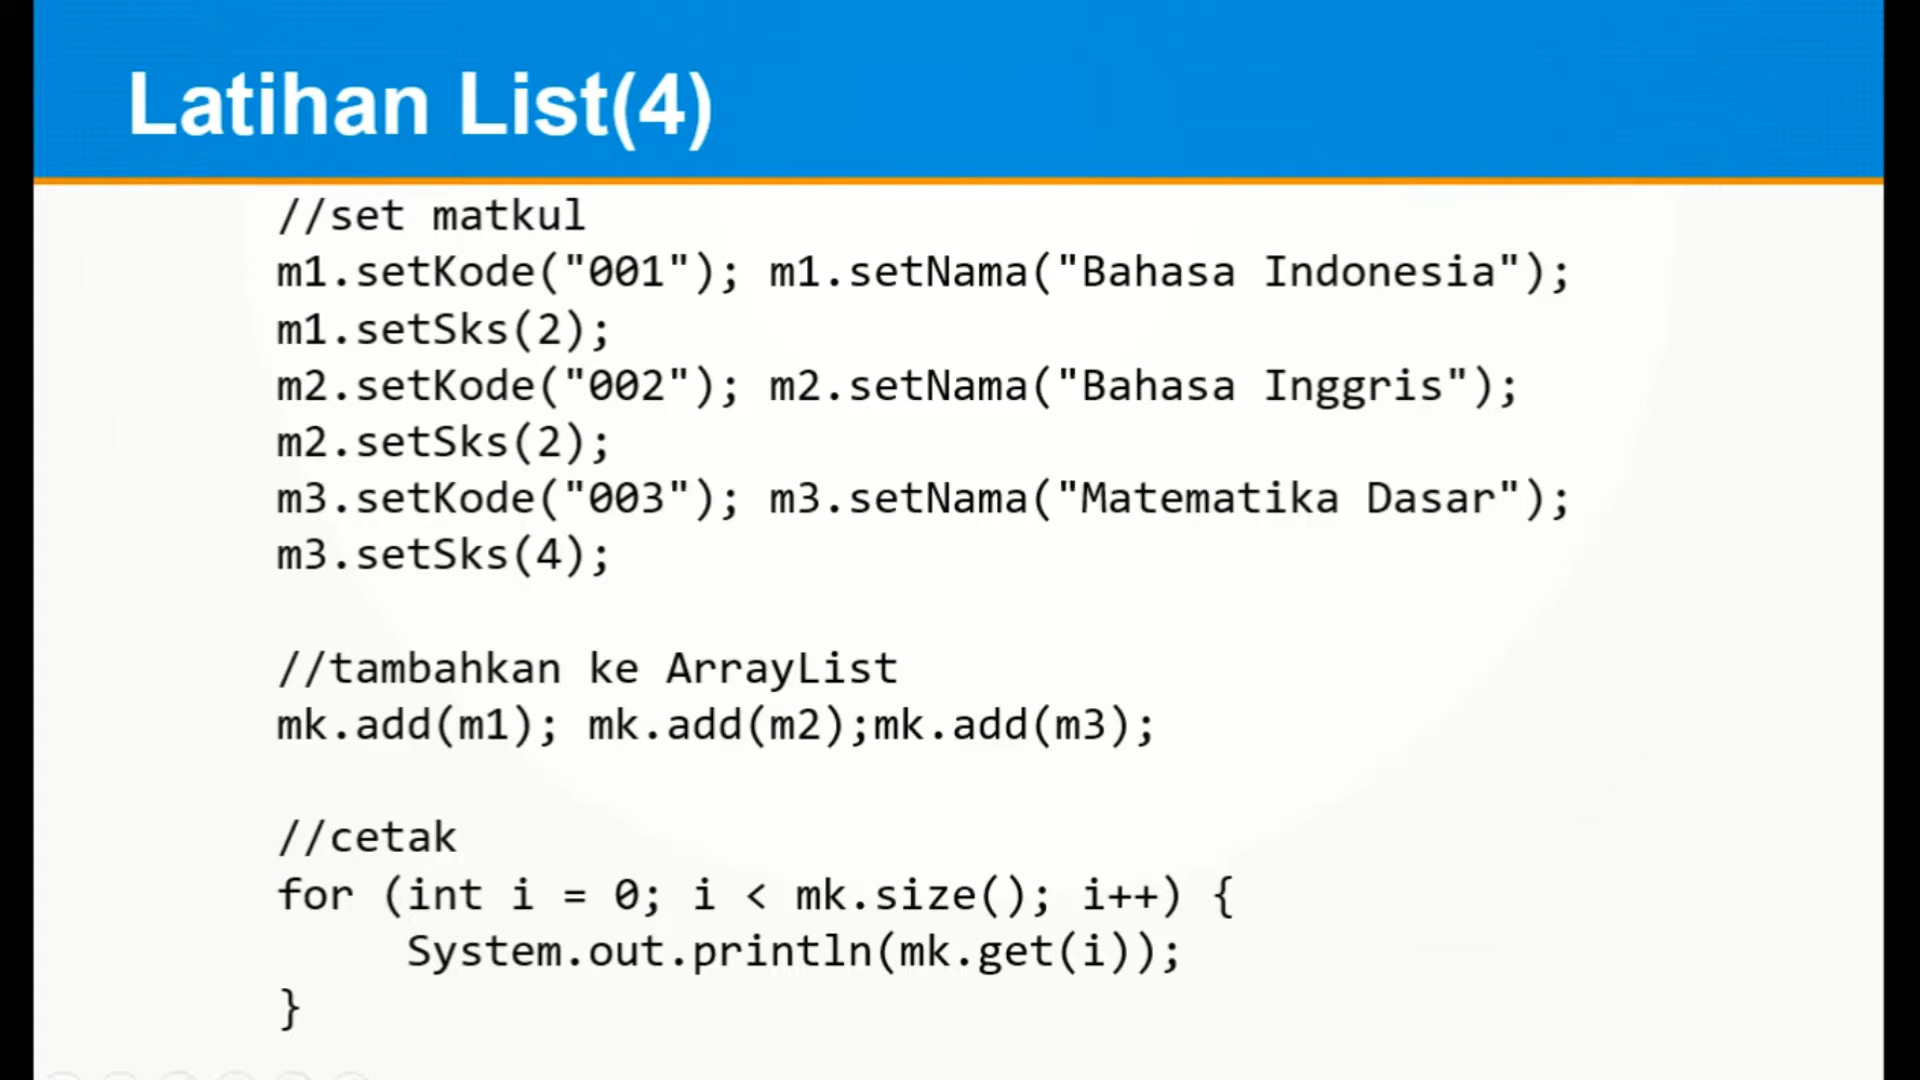 Latihan List(4)
//set matkul
m1.setKode("001"); m1.setNama("Bahasa Indonesia");
m1.setSks(2);
m2.setKode("002"); m2.setNama("Bahasa Inggris");
m2.setSks(2);
m3.setKode("003"); m3.setNama("Matematika Dasar");
m3.setSks(4);
//tambahkan ke ArrayList
mk.add(m1); mk.add(m2);mk.add(m3);
//cetak
for (int i = 0; i < mk.size(); i++) {
System.out.println(mk.get(i));
}